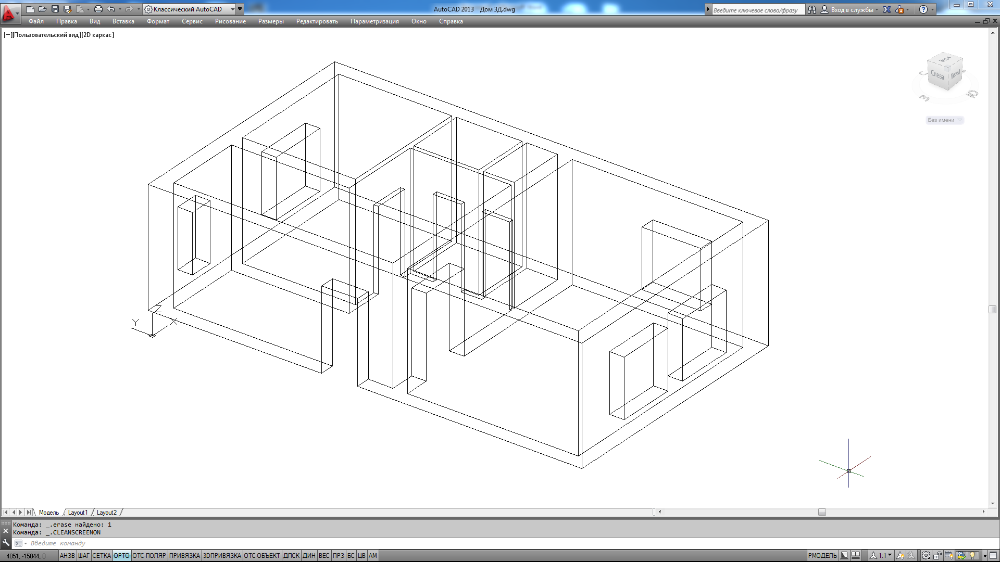 Классический AutoCAD
AutoCAD 2013 Дом 3Д.dwg
Введите ключевое слово/фразу
Вход в службы
Файл Правка Вид Вставка Формат Сервис Рисование Размеры Редактировать Параметризация Окно Справка
[−][Пользовательский вид][2D каркас]
Слева
Перед
С
З
Ю
Без имени
Z
Y
X
Модель Layout1 Layout2
Команда: _.erase найдено: 1
Команда: _.CLEANSCREENON
Введите команду
4051, -15044, 0
АНЗВ ШАГ СЕТКА ОРТО ОТС-ПОЛЯР ПРИВЯЗКА 3DПРИВЯЗКА ОТС-ОБЪЕКТ ДПСК ДИН ВЕС ПРЗ БС ЦВ АМ
РМОДЕЛЬ
1:1